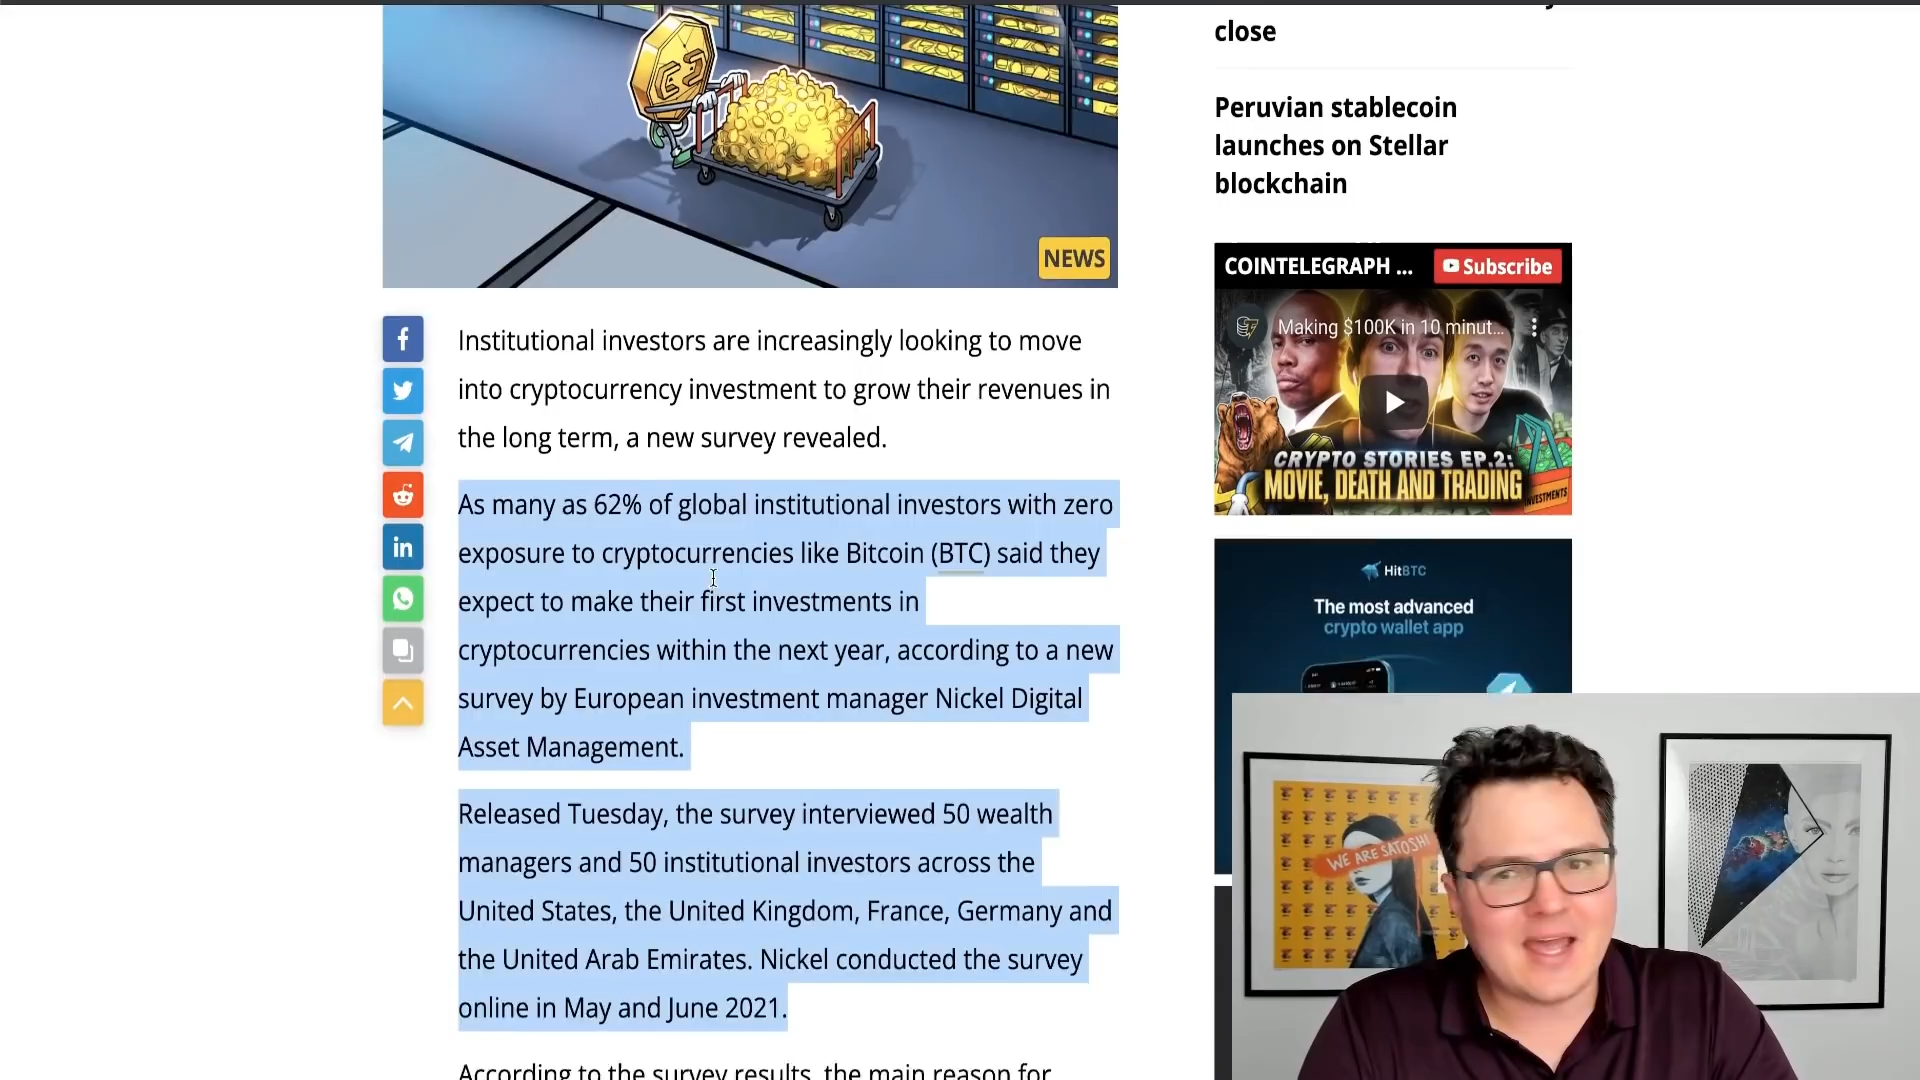 close
Peruvian stablecoin
launches on Stellar
blockchain
NEWS
COINTELEGRAPH ...
Subscribe
Making $100K in 10 minut...
CRYPTO STORIES EP.2:
MOVIE, DEATH AND TRADING
INVESTMENTS
Institutional investors are increasingly looking to move
into cryptocurrency investment to grow their revenues in
the long term, a new survey revealed.
As many as 62% of global institutional investors with zero
exposure to cryptocurrencies like Bitcoin (BTC) said they
expect to make their first investments in
cryptocurrencies within the next year, according to a new
survey by European investment manager Nickel Digital
Asset Management.
Released Tuesday, the survey interviewed 50 wealth
managers and 50 institutional investors across the
United States, the United Kingdom, France, Germany and
the United Arab Emirates. Nickel conducted the survey
online in May and June 2021.
According to the survey results, the main reason for
HitBTC
The most advanced
crypto wallet app
WE ARE SATOSHI